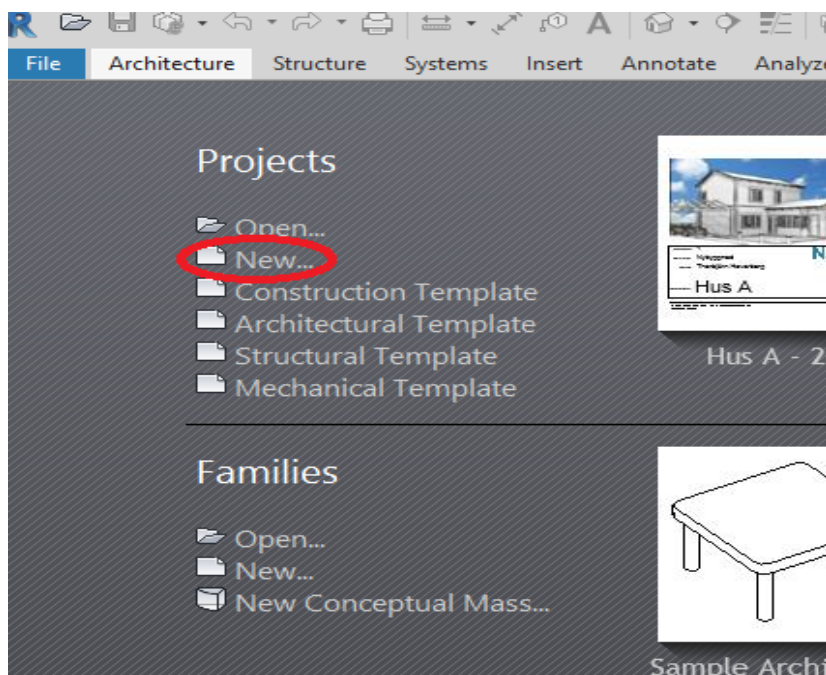 File Architecture Structure Systems Insert Annotate Analyze
Projects
Open...
New...
Construction Template
Architectural Template
Structural Template
Mechanical Template
Hus A
Hus A - 2
Families
Open...
New...
New Conceptual Mass...
Sample Archi